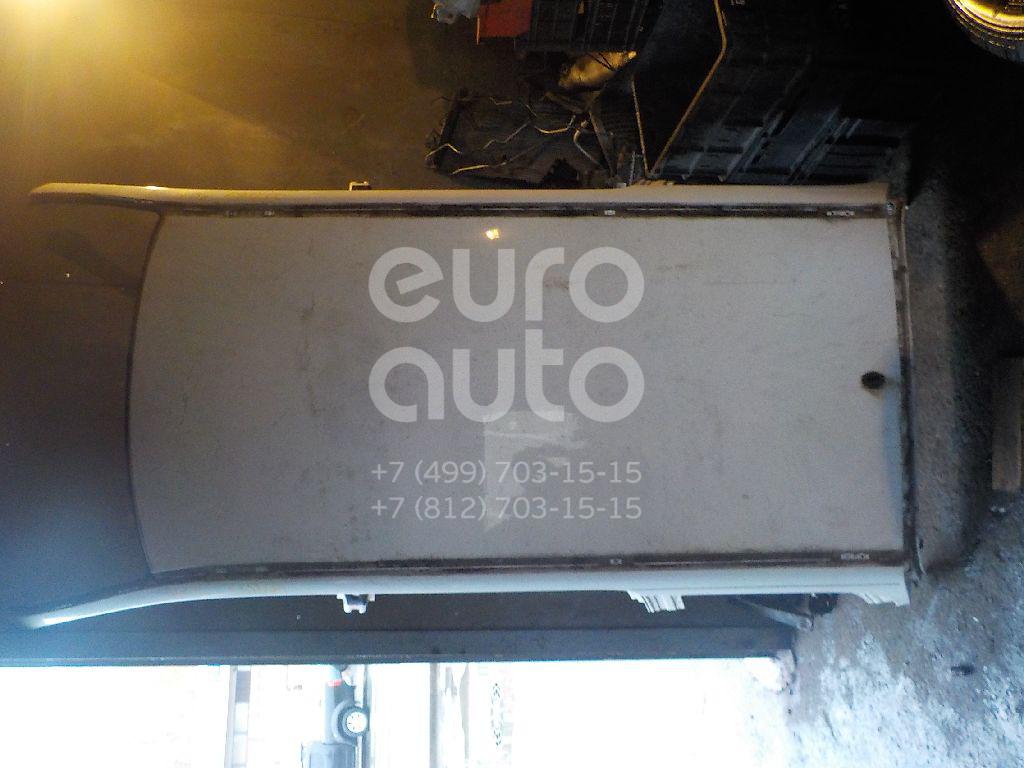 euro
auto
+7 (499) 703-15-15
+7 (812) 703-15-15